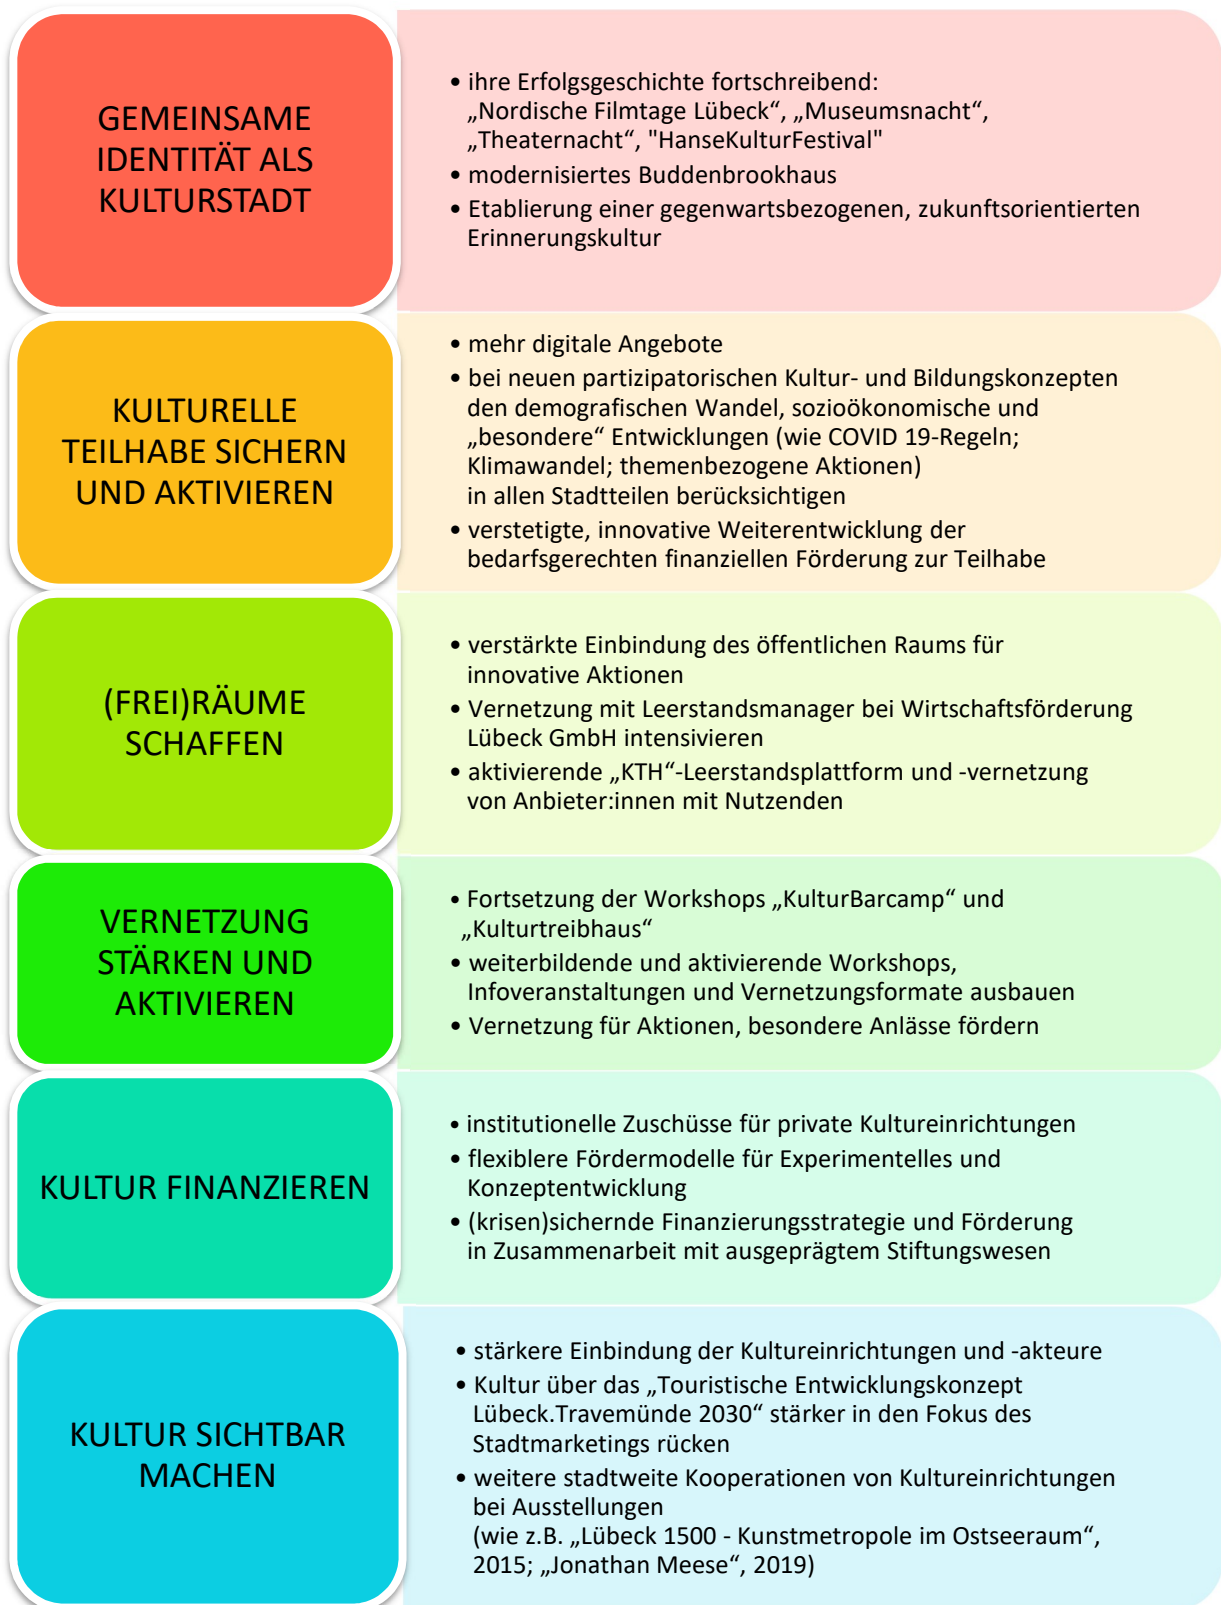 GEMEINSAME
IDENTITÄT ALS
KULTURSTADT
• ihre Erfolgsgeschichte fortschreibend:
„Nordische Filmtage Lübeck“, „Museumsnacht“,
„Theaternacht“, "HanseKulturFestival"
• modernisiertes Buddenbrookhaus
• Etablierung einer gegenwartsbezogenen, zukunftsorientierten
Erinnerungskultur
KULTURELLE
TEILHABE SICHERN
UND AKTIVIEREN
• mehr digitale Angebote
• bei neuen partizipatorischen Kultur- und Bildungskonzepten
den demografischen Wandel, sozioökonomische und
„besondere“ Entwicklungen (wie COVID 19-Regeln;
Klimawandel; themenbezogene Aktionen)
in allen Stadtteilen berücksichtigen
• verstetigte, innovative Weiterentwicklung der
bedarfsgerechten finanziellen Förderung zur Teilhabe
(FREI)RÄUME
SCHAFFEN
• verstärkte Einbindung des öffentlichen Raums für
innovative Aktionen
• Vernetzung mit Leerstandsmanager bei Wirtschaftsförderung
Lübeck GmbH intensivieren
• aktivierende „KTH“-Leerstandsplattform und -vernetzung
von Anbieter:innen mit Nutzenden
VERNETZUNG
STÄRKEN UND
AKTIVIEREN
• Fortsetzung der Workshops „KulturBarcamp“ und
„Kulturtreibhaus“
• weiterbildende und aktivierende Workshops,
Infoveranstaltungen und Vernetzungsformate ausbauen
• Vernetzung für Aktionen, besondere Anlässe fördern
KULTUR FINANZIEREN
• institutionelle Zuschüsse für private Kultureinrichtungen
• flexiblere Fördermodelle für Experimentelles und
Konzeptentwicklung
• (krisen)sichernde Finanzierungsstrategie und Förderung
in Zusammenarbeit mit ausgeprägtem Stiftungswesen
KULTUR SICHTBAR
MACHEN
• stärkere Einbindung der Kultureinrichtungen und -akteure
• Kultur über das „Touristische Entwicklungskonzept
Lübeck.Travemünde 2030“ stärker in den Fokus des
Stadtmarketings rücken
• weitere stadtweite Kooperationen von Kultureinrichtungen
bei Ausstellungen
(wie z.B. „Lübeck 1500 - Kunstmetropole im Ostseeraum“,
2015; „Jonathan Meese“, 2019)